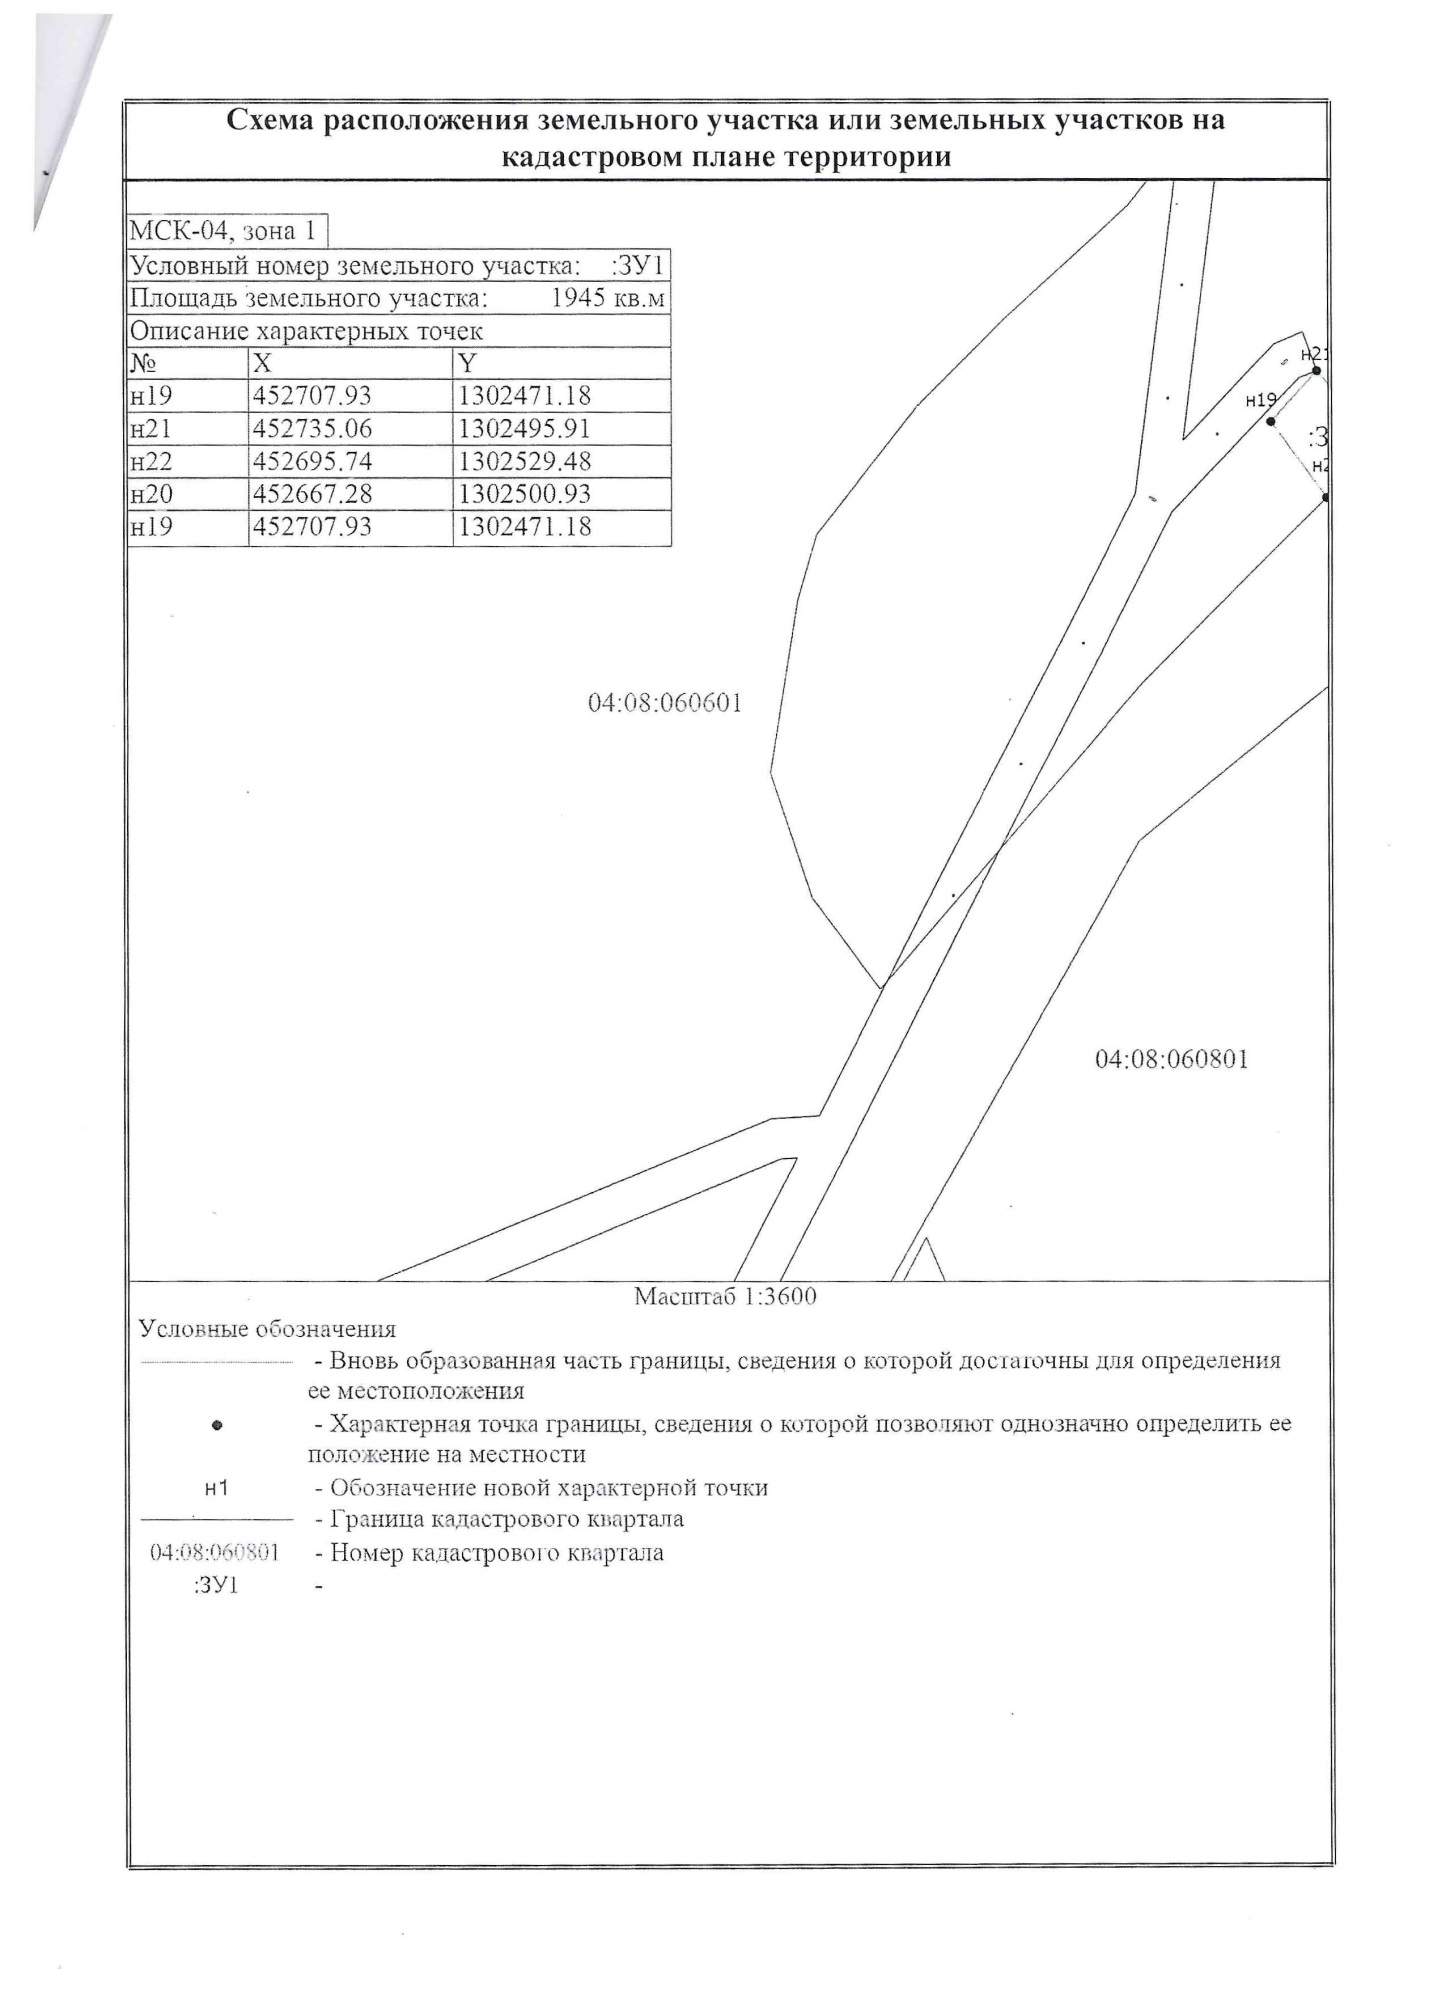 Схема расположения земельного участка или земельных участков на
кадастровом плане территории
МСК-04, зона 1
Условный номер земельного участка: :ЗУ1
Площадь земельного участка: 1945 кв.м
Описание характерных точек
№ X Y
н19 452707.93 1302471.18
н21 452735.06 1302495.91
н22 452695.74 1302529.48
н20 452667.28 1302500.93
н19 452707.93 1302471.18
н21
н19
:З
н2
04:08:060601
04:08:060801
Масштаб 1:3600
Условные обозначения
- Вновь образованная часть границы, сведения о которой достаточны для определения
ее местоположения
- Характерная точка границы, сведения о которой позволяют однозначно определить ее
положение на местности
н1 - Обозначение новой характерной точки
- Граница кадастрового квартала
04:08:060801 - Номер кадастрового квартала
:ЗУ1 -